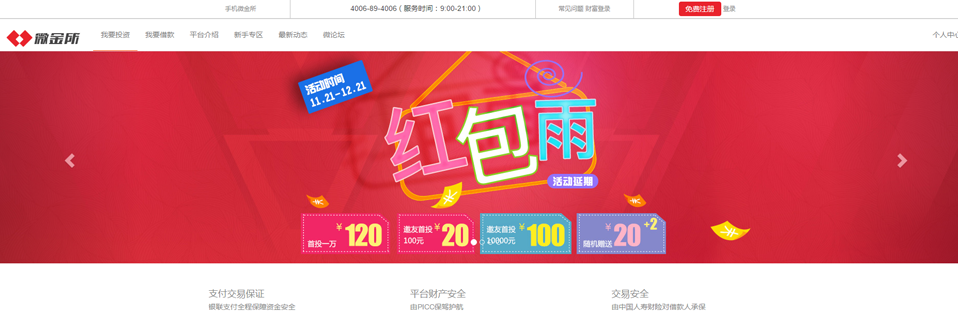 手机微金所
4006-89-4006（服务时间：9:00-21:00）
常见问题 财富登录
免费注册 登录
微金所
我要投资 我要借款 平台介绍 新手专区 最新动态 微论坛
个人中心
活动时间
11.21-12.21
红包雨
活动延期
首投一万 ￥120
邀友首投
100元
￥20
邀友首投
10000元
￥100
随机赠送 ￥20+2
支付交易保证
银联支付全程保障资金安全
平台财产安全
由PICC保驾护航
交易安全
由中国人寿财险对借款人承保